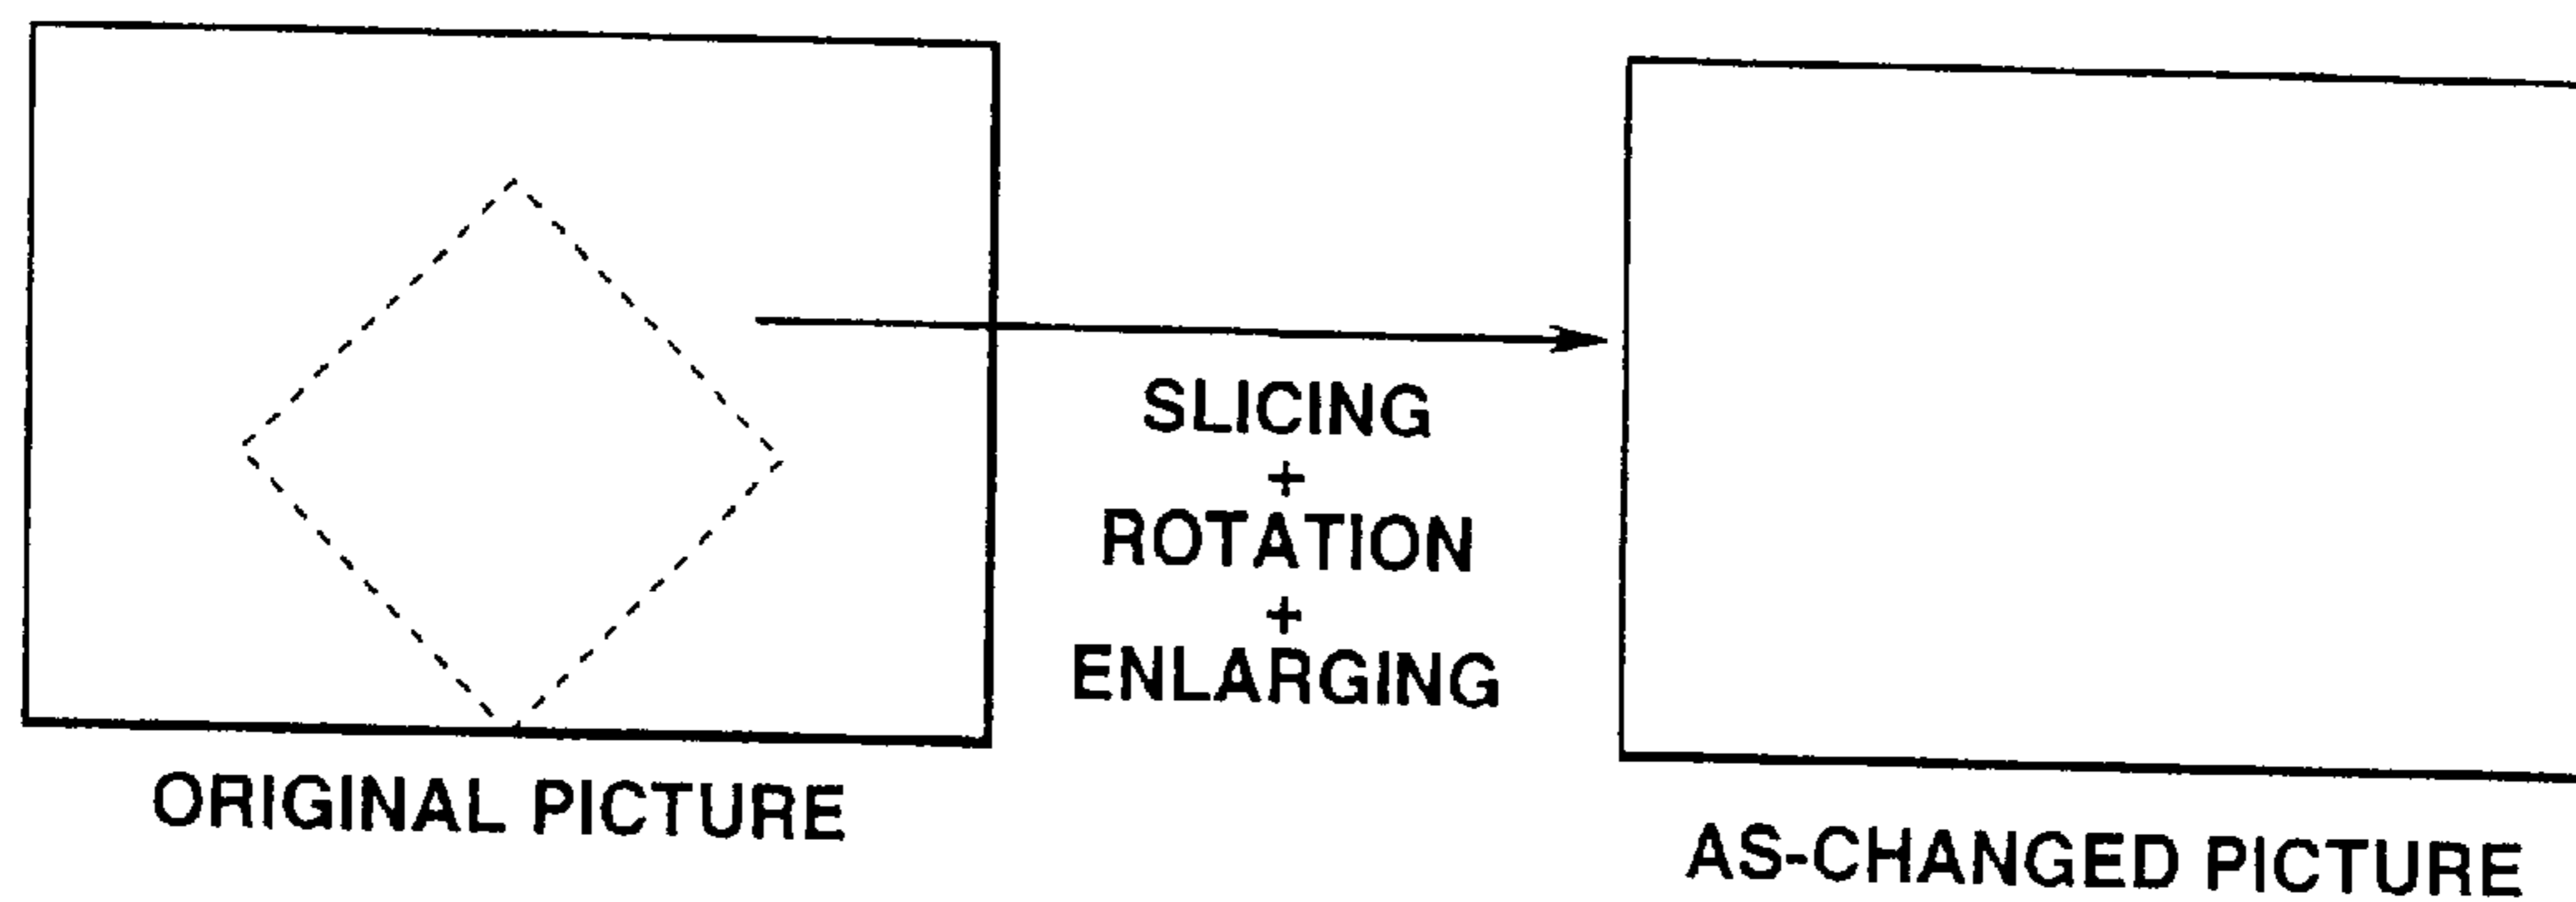 SLICING
+
ROTATION
+
ENLARGING
ORIGINAL PICTURE
AS-CHANGED PICTURE